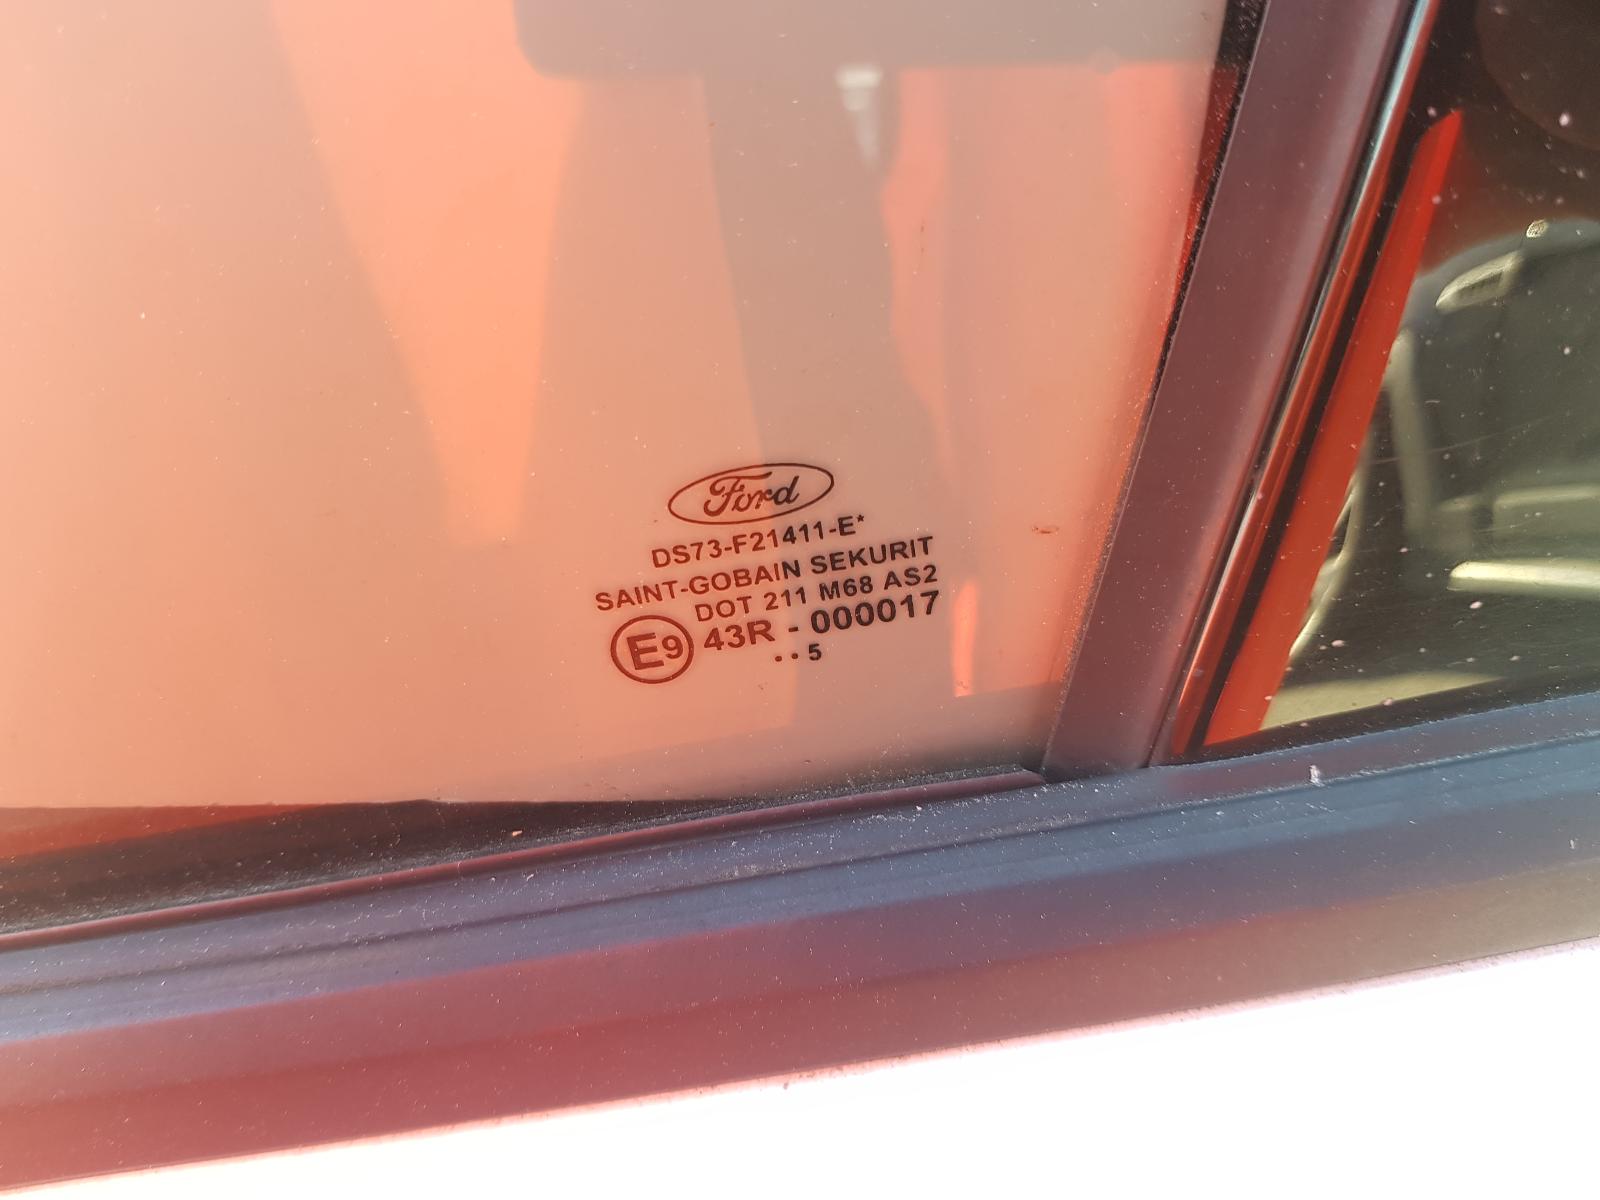 Ford
DS73-F21411-E*
SAINT-GOBAIN SEKURIT
DOT 211 M68 AS2
E9 43R - 000017
..5